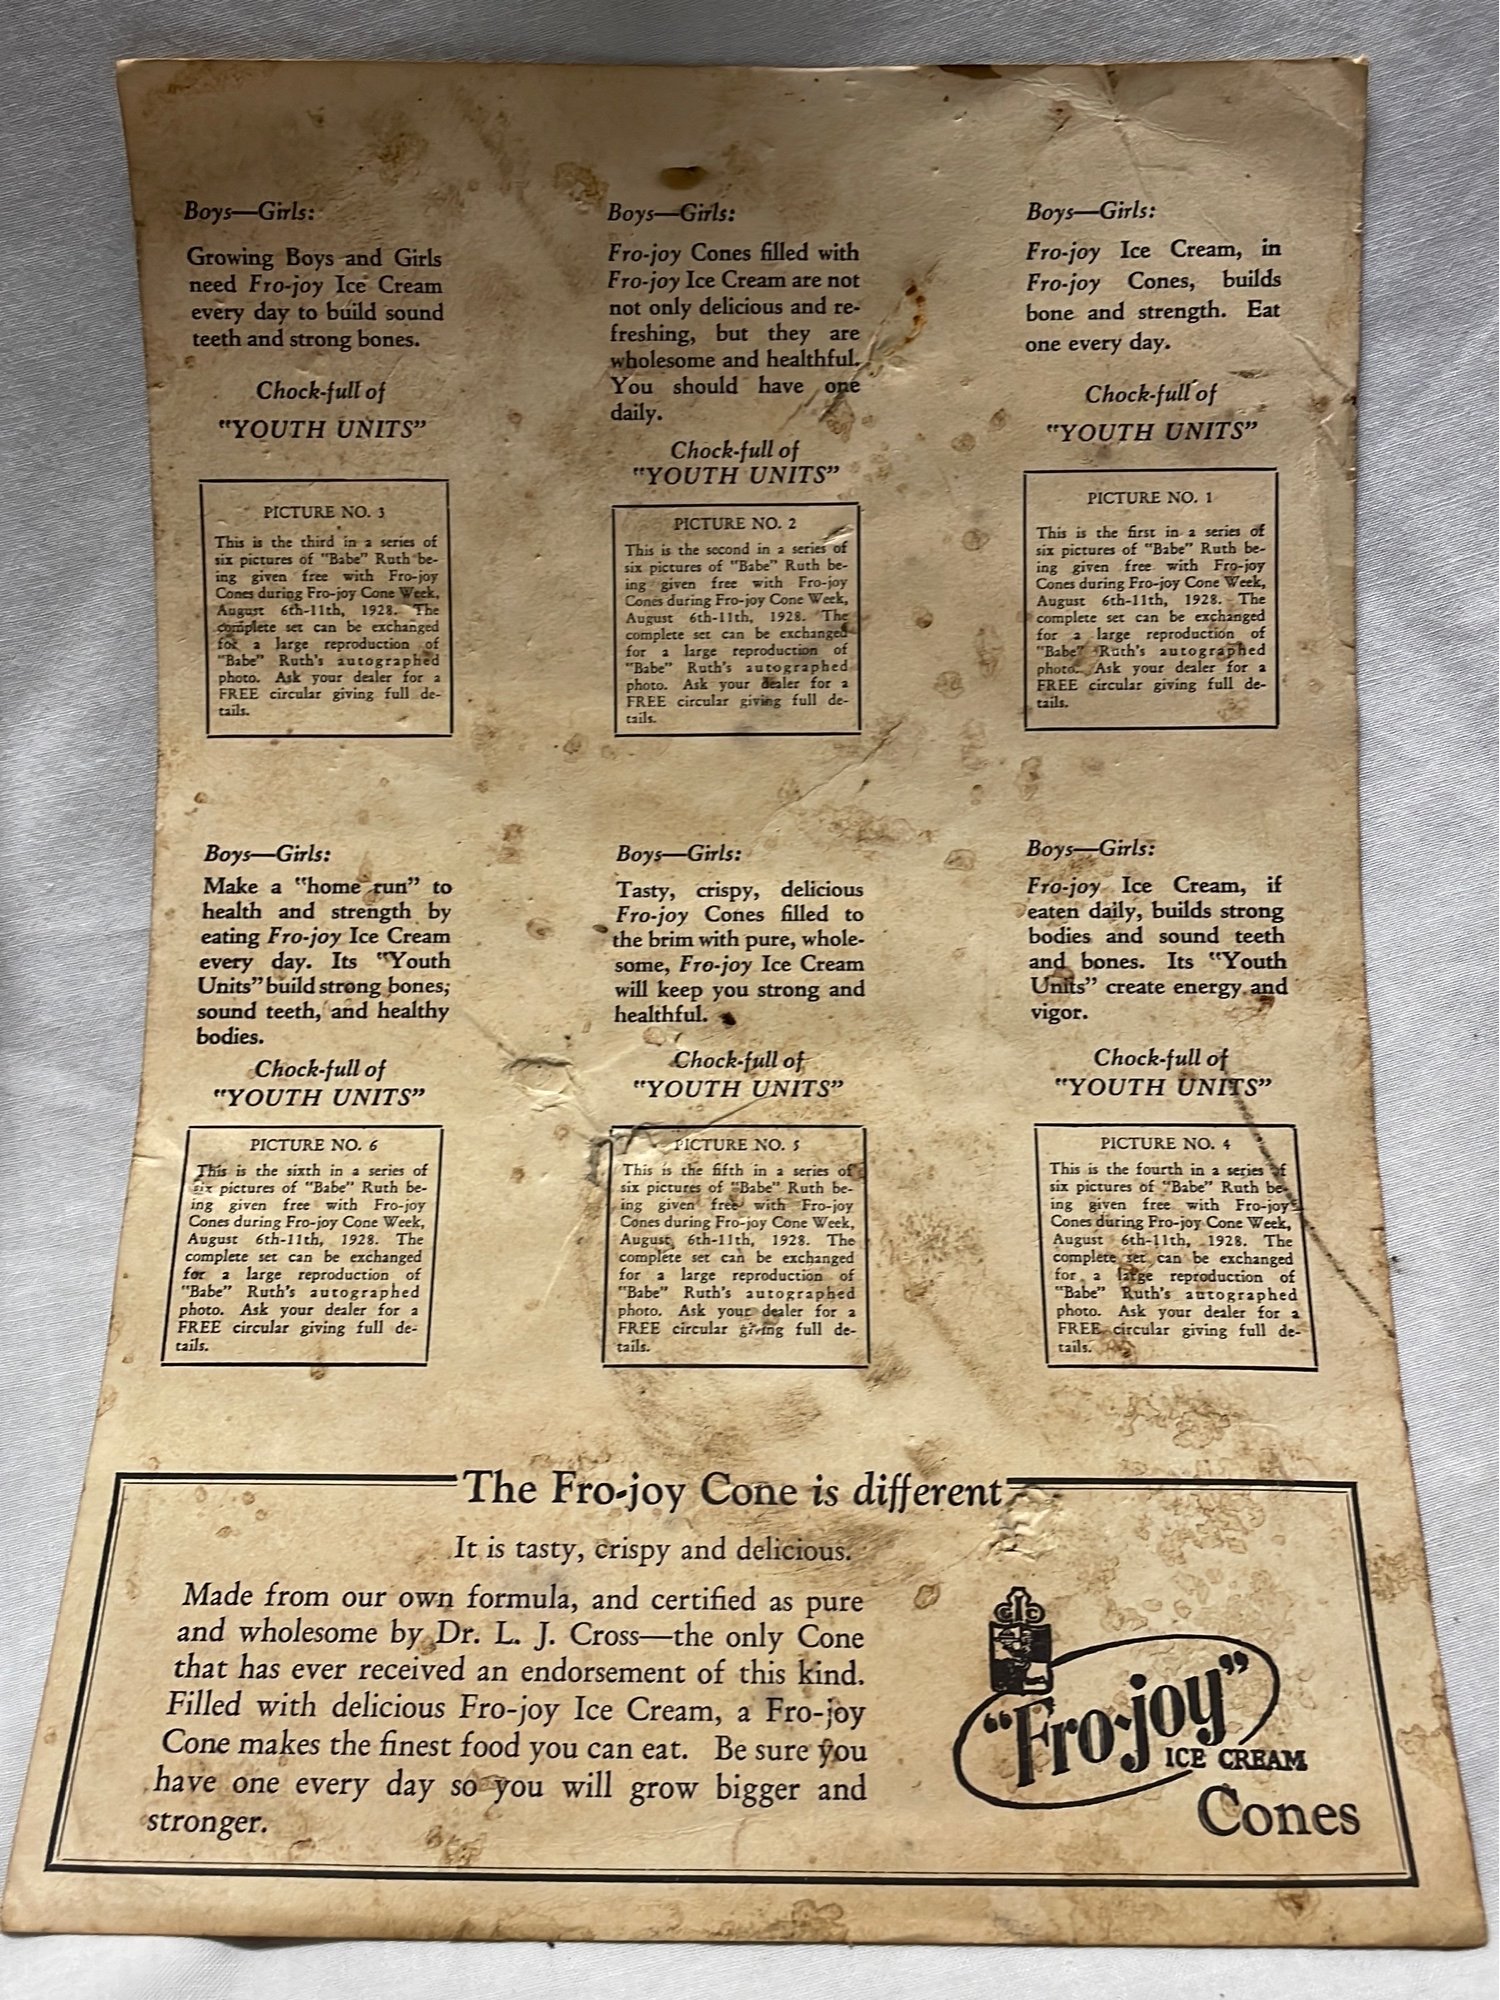 Boys—Girls:
Growing Boys and Girls
need Fro-joy Ice Cream
every day to build sound
teeth and strong bones.
Chock-full of
"YOUTH UNITS"
PICTURE NO. 3
This is the third in a series of
six pictures of "Babe" Ruth be-
ing given free with Fro-joy
Cones during Fro-joy Cone Week,
August 6th-11th, 1928. The
complete set can be exchanged
for a large reproduction of
"Babe" Ruth's autographed
photo. Ask your dealer for a
FREE circular giving full de-
tails.
Boys—Girls:
Fro-joy Cones filled with
Fro-joy Ice Cream are not
not only delicious and re-
freshing, but they are
wholesome and healthful.
You should have one
daily.
Chock-full of
"YOUTH UNITS"
PICTURE NO. 2
This is the second in a series of
six pictures of "Babe" Ruth be-
ing given free with Fro-joy
Cones during Fro-joy Cone Week,
August 6th-11th, 1928. The
complete set can be exchanged
for a large reproduction of
"Babe" Ruth's autographed
photo. Ask your dealer for a
FREE circular giving full de-
tails.
Boys—Girls:
Fro-joy Ice Cream, in
Fro-joy Cones, builds
bone and strength. Eat
one every day.
Chock-full of
"YOUTH UNITS"
PICTURE NO. 1
This is the first in a series of
six pictures of "Babe" Ruth be-
ing given free with Fro-joy
Cones during Fro-joy Cone Week,
August 6th-11th, 1928. The
complete set can be exchanged
for a large reproduction of
"Babe" Ruth's autographed
photo. Ask your dealer for a
FREE circular giving full de-
tails.
Boys—Girls:
Make a "home run" to
health and strength by
eating Fro-joy Ice Cream
every day. Its "Youth
Units" build strong bones;
sound teeth, and healthy
bodies.
Chock-full of
"YOUTH UNITS"
PICTURE NO. 6
This is the sixth in a series of
six pictures of "Babe" Ruth be-
ing given free with Fro-joy
Cones during Fro-joy Cone Week,
August 6th-11th, 1928. The
complete set can be exchanged
for a large reproduction of
"Babe" Ruth's autographed
photo. Ask your dealer for a
FREE circular giving full de-
tails.
Boys—Girls:
Tasty, crispy, delicious
Fro-joy Cones filled to
the brim with pure, whole-
some, Fro-joy Ice Cream
will keep you strong and
healthful.
Chock-full of
"YOUTH UNITS"
PICTURE NO. 5
This is the fifth in a series of
six pictures of "Babe" Ruth be-
ing given free with Fro-joy
Cones during Fro-joy Cone Week,
August 6th-11th, 1928. The
complete set can be exchanged
for a large reproduction of
"Babe" Ruth's autographed
photo. Ask your dealer for a
FREE circular giving full de-
tails.
Boys—Girls:
Fro-joy Ice Cream, if
eaten daily, builds strong
bodies and sound teeth
and bones. Its "Youth
Units" create energy and
vigor.
Chock-full of
"YOUTH UNITS"
PICTURE NO. 4
This is the fourth in a series of
six pictures of "Babe" Ruth be-
ing given free with Fro-joy
Cones during Fro-joy Cone Week,
August 6th-11th, 1928. The
complete set can be exchanged
for a large reproduction of
"Babe" Ruth's autographed
photo. Ask your dealer for a
FREE circular giving full de-
tails.
The Fro-joy Cone is different
It is tasty, crispy and delicious.
Made from our own formula, and certified as pure
and wholesome by Dr. L. J. Cross—the only Cone
that has ever received an endorsement of this kind.
Filled with delicious Fro-joy Ice Cream, a Fro-joy
Cone makes the finest food you can eat. Be sure you
have one every day so you will grow bigger and
stronger.
"Fro-joy"
ICE CREAM
Cones